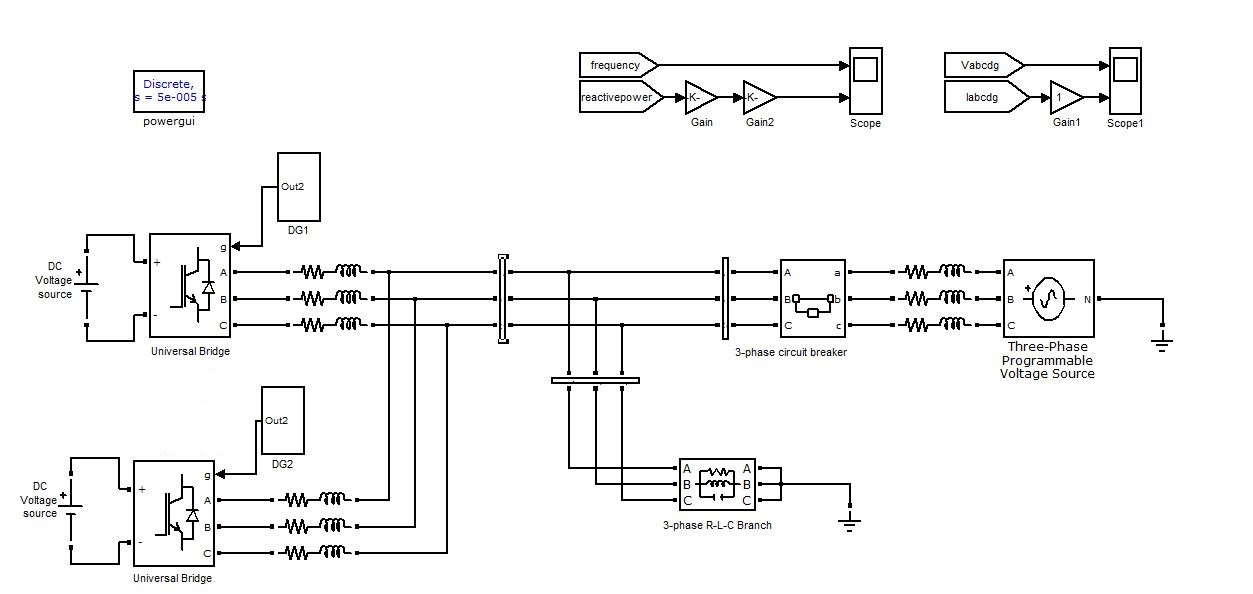 frequency
Vabcdg
Discrete,
s = 5e-005 s
reactivepower
-K-
-K-
Iabcdg
1
powergui
Gain
Gain2
Scope
Gain1
Scope1
Out2
DG1
g
DC
Voltage
source
+
+
-
A
B
C
Universal Bridge
A
B
C
a
b
c
3-phase circuit breaker
A
B
C
+
N
Three-Phase
Programmable
Voltage Source
Out2
DG2
g
DC
Voltage
source
+
+
-
A
B
C
Universal Bridge
A
B
C
A
B
C
3-phase R-L-C Branch